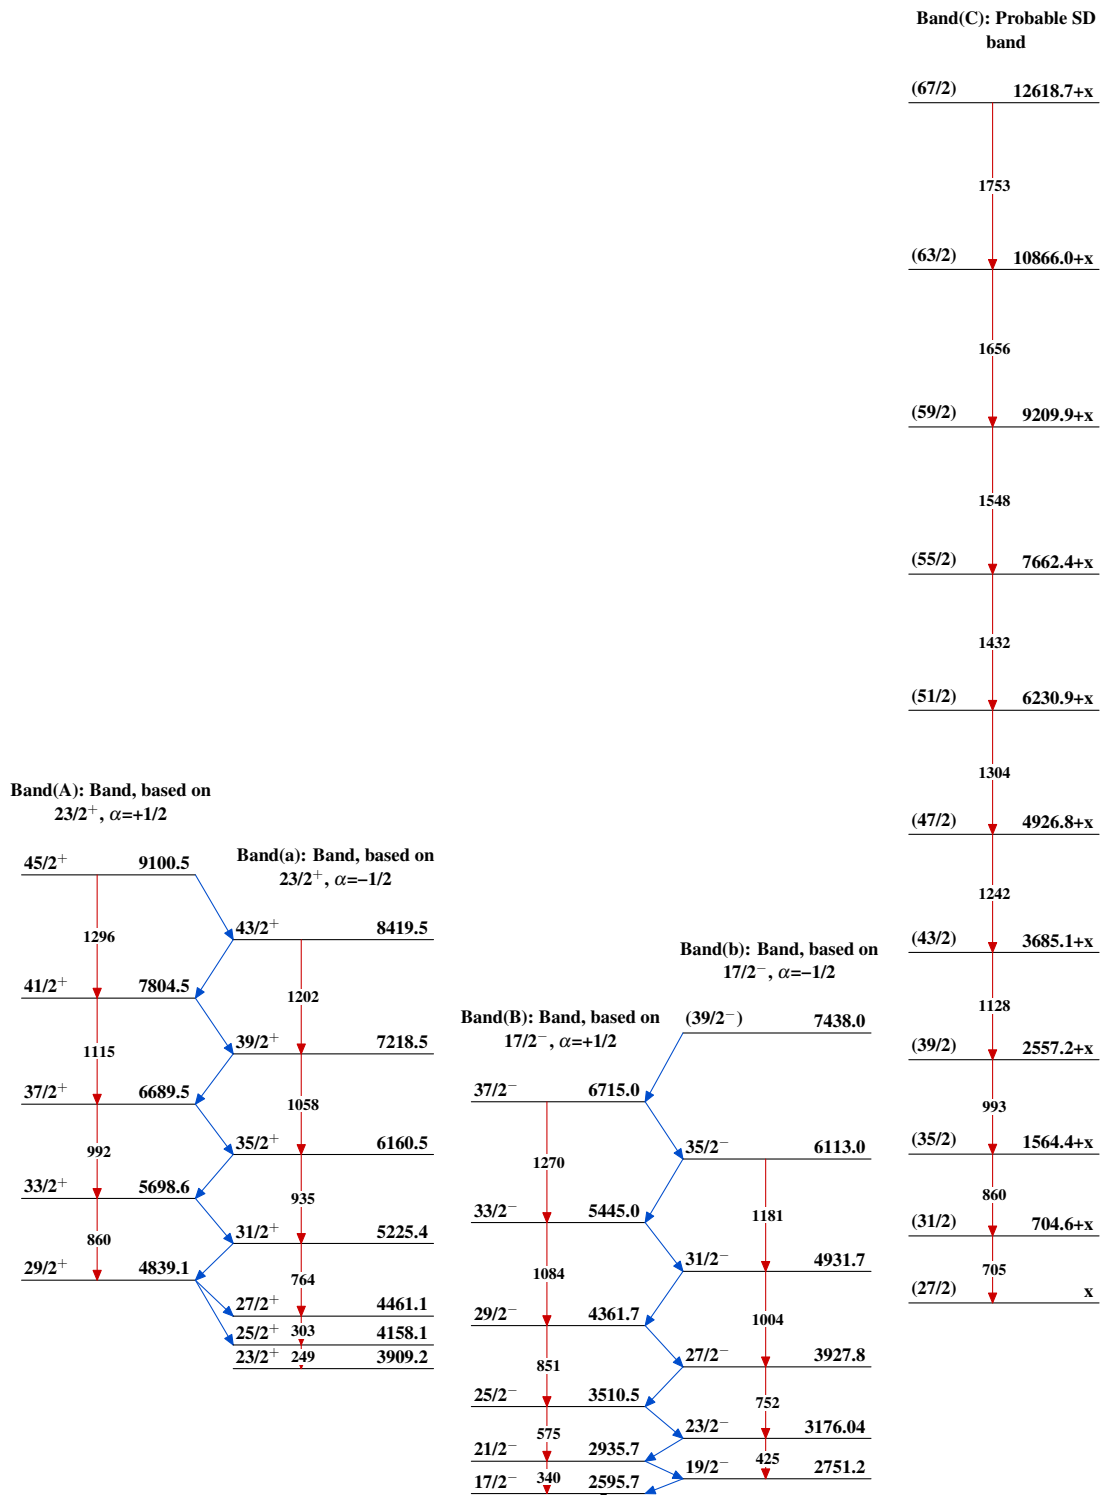 Band(C): Probable SD
band
(67/2) 12618.7+x
1753
(63/2) 10866.0+x
1656
(59/2) 9209.9+x
1548
(55/2) 7662.4+x
1432
(51/2) 6230.9+x
1304
(47/2) 4926.8+x
1242
(43/2) 3685.1+x
1128
(39/2) 2557.2+x
993
(35/2) 1564.4+x
860
(31/2) 704.6+x
705
(27/2) x
Band(A): Band, based on
23/2⁺, α=+1/2
45/2⁺ 9100.5
1296
41/2⁺ 7804.5
1115
37/2⁺ 6689.5
992
33/2⁺ 5698.6
860
29/2⁺ 4839.1
Band(a): Band, based on
23/2⁺, α=−1/2
43/2⁺ 8419.5
1202
39/2⁺ 7218.5
1058
35/2⁺ 6160.5
935
31/2⁺ 5225.4
764
27/2⁺ 4461.1
303
25/2⁺ 4158.1
249
23/2⁺ 3909.2
Band(B): Band, based on
17/2⁻, α=+1/2
37/2⁻ 6715.0
1270
33/2⁻ 5445.0
1084
29/2⁻ 4361.7
851
25/2⁻ 3510.5
575
21/2⁻ 2935.7
340
17/2⁻ 2595.7
Band(b): Band, based on
17/2⁻, α=−1/2
(39/2⁻) 7438.0
35/2⁻ 6113.0
1181
31/2⁻ 4931.7
1004
27/2⁻ 3927.8
752
23/2⁻ 3176.04
425
19/2⁻ 2751.2